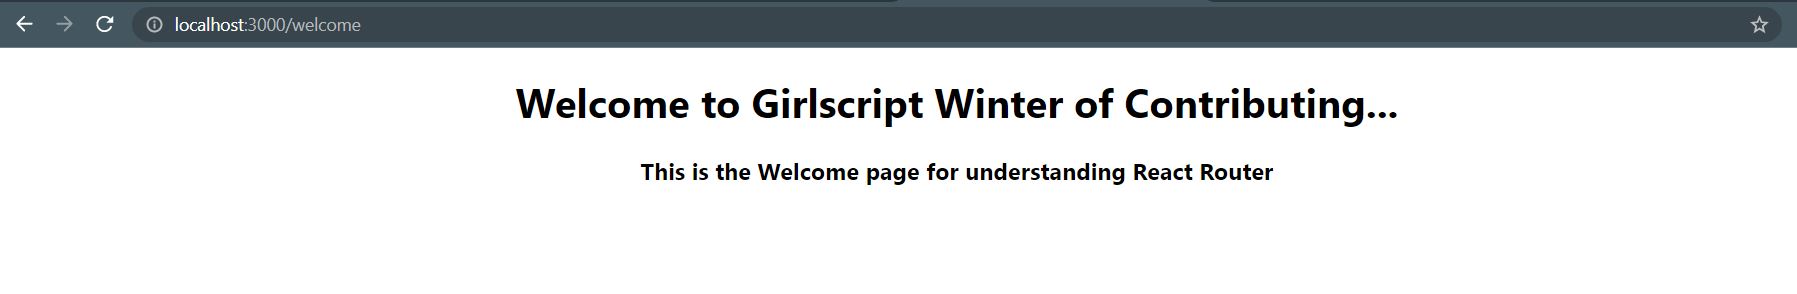 localhost:3000/welcome
Welcome to Girlscript Winter of Contributing...
This is the Welcome page for understanding React Router